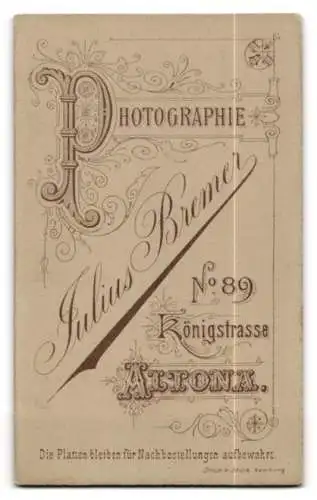 PHOTOGRAPHIE
Julius Bremer
No. 89
Königstrasse
ALTONA.
Die Platten bleiben für Nachbestellungen aufbewahrt.